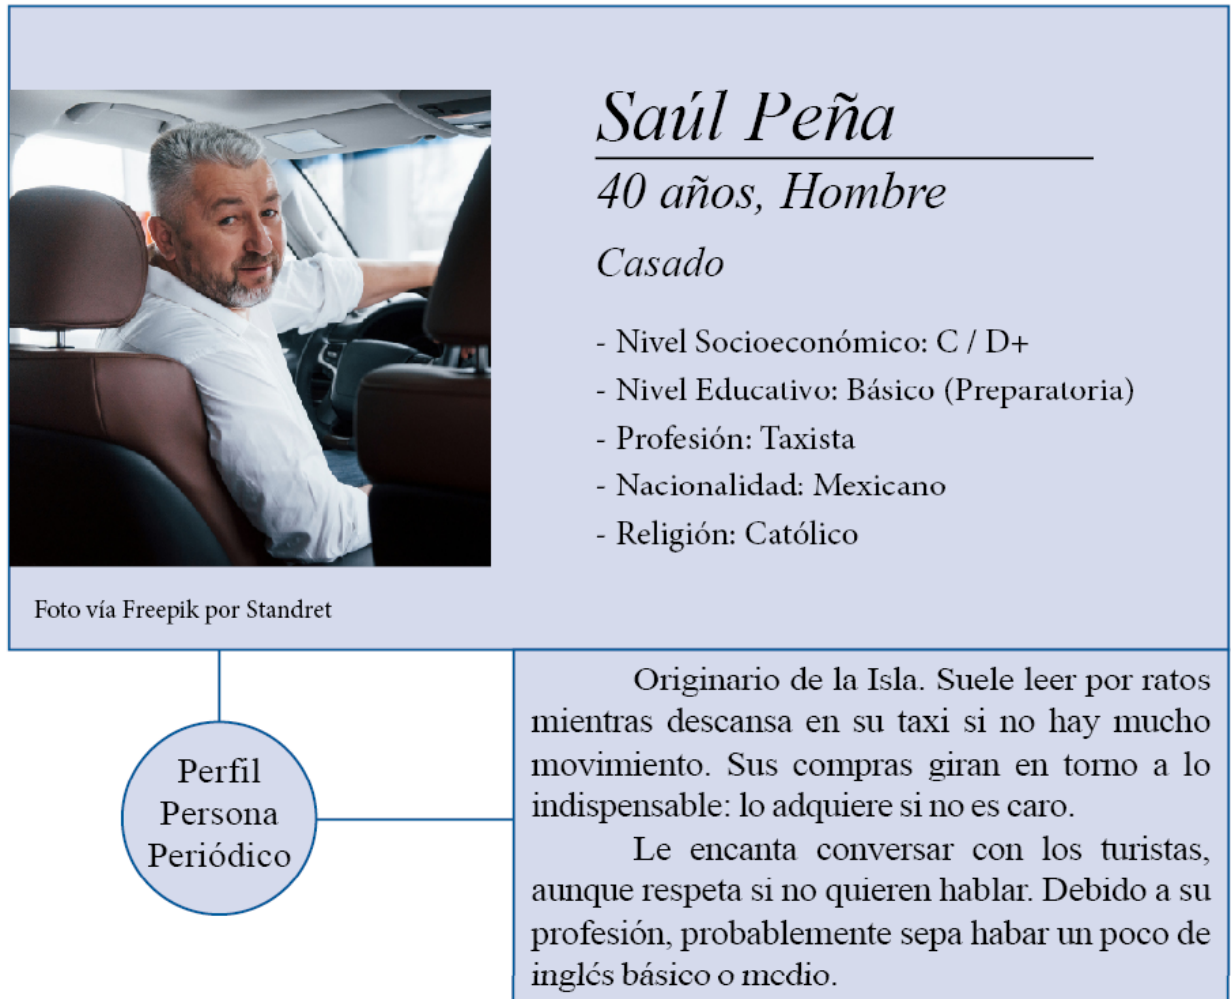 Saúl Peña
40 años, Hombre
Casado
- Nivel Socioeconómico: C / D+
- Nivel Educativo: Básico (Preparatoria)
- Profesión: Taxista
- Nacionalidad: Mexicano
- Religión: Católico
Foto vía Freepik por Standret
Perfil
Persona
Periódico
Originario de la Isla. Suele leer por ratos
mientras descansa en su taxi si no hay mucho
movimiento. Sus compras giran en torno a lo
indispensable: lo adquiere si no es caro.
Le encanta conversar con los turistas,
aunque respeta si no quieren hablar. Debido a su
profesión, probablemente sepa habar un poco de
inglés básico o medio.